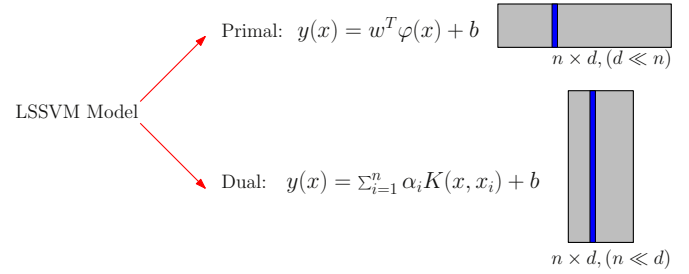 Primal: y(x) = w^T φ(x) + b
n × d, (d ≪ n)
LSSVM Model
Dual: y(x) = Σ_{i=1}^n α_i K(x, x_i) + b
n × d, (n ≪ d)